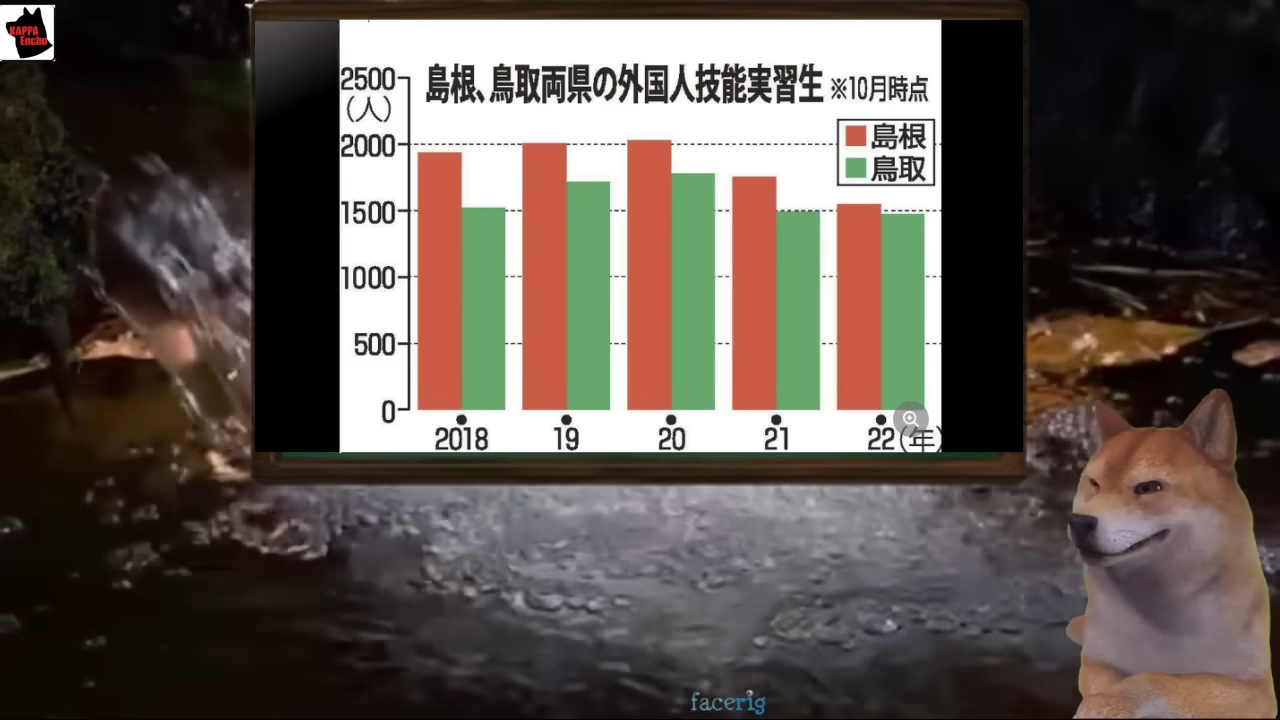 KAPPA
Encho
島根、鳥取両県の外国人技能実習生 ※10月時点
2500
(人)
2000
1500
1000
500
0
島根
鳥取
2018 19 20 21 22(年)
facerig